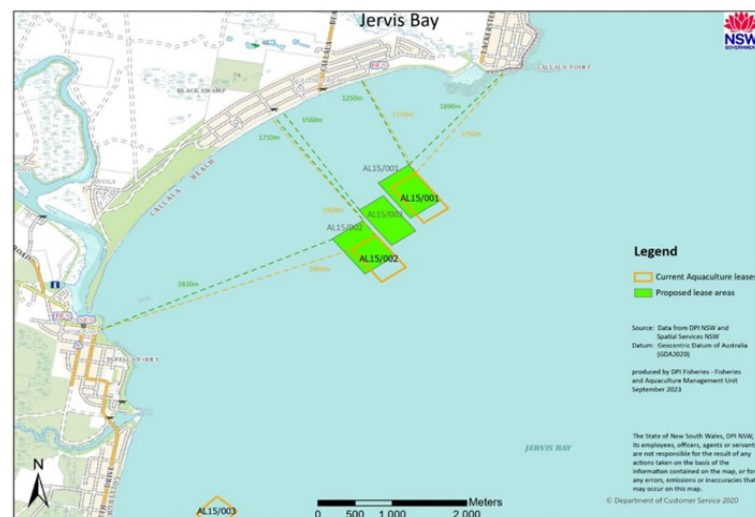 Jervis Bay
NSW
GOVERNMENT
CALLALA POINT
BLACK SWAMP
CALLALA BEACH
1250m
1560m
1710m
1690m
1750m
AL15/001
AL15/001
AL15/003
AL15/002
AL15/002
2820m
2900m
ROAD
DRIVE
JERVIS BAY
AL15/003
N
Meters
0 500 1,000 2,000
Legend
Current Aquaculture leases
Proposed lease areas
Source: Data from DPI NSW and
Spatial Services NSW
Datum: Geocentric Datum of Australia
(GDA2020)
produced by DPI Fisheries - Fisheries
and Aquaculture Management Unit
September 2023
The State of New South Wales, DPI NSW,
its employees, officers, agents or servants
are not responsible for the result of any
actions taken on the basis of the
information contained on the map, or for
any errors, omissions or inaccuracies that
may occur on this map.
© Department of Customer Service 2020